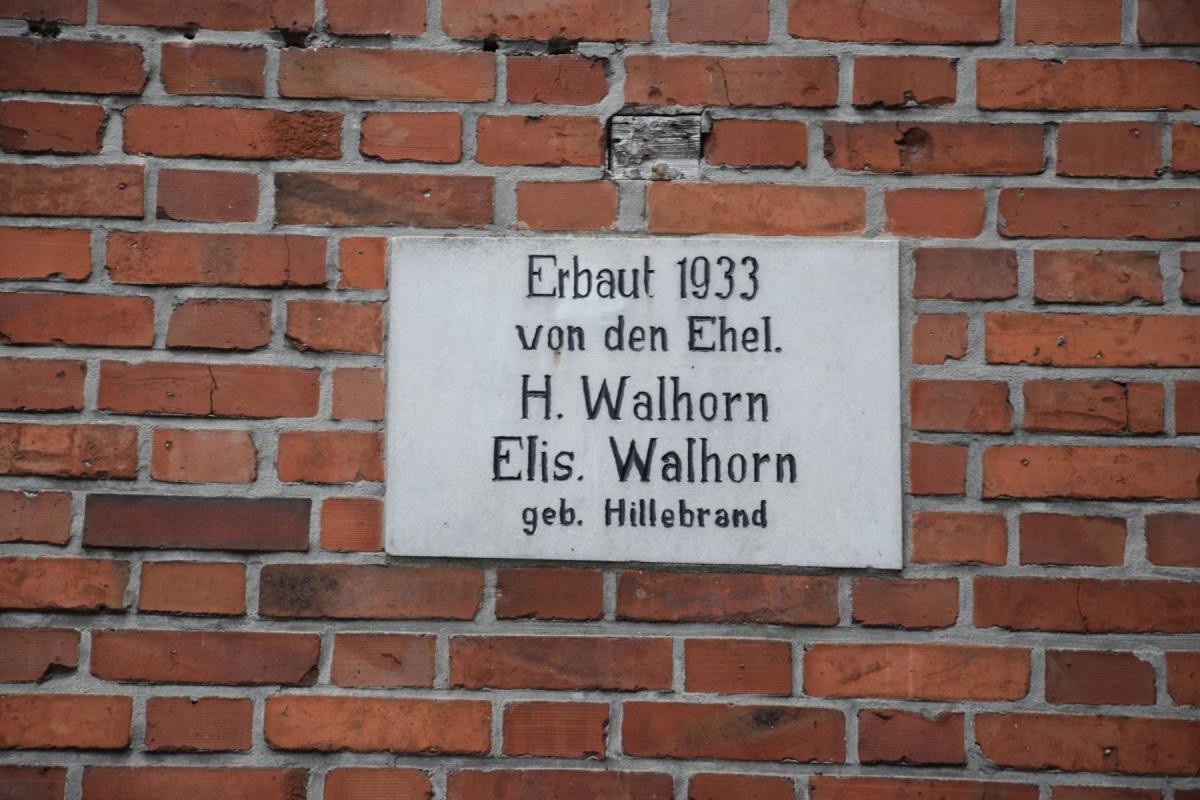 Erbaut 1933
von den Ehel.
H. Walhorn
Elis. Walhorn
geb. Hillebrand